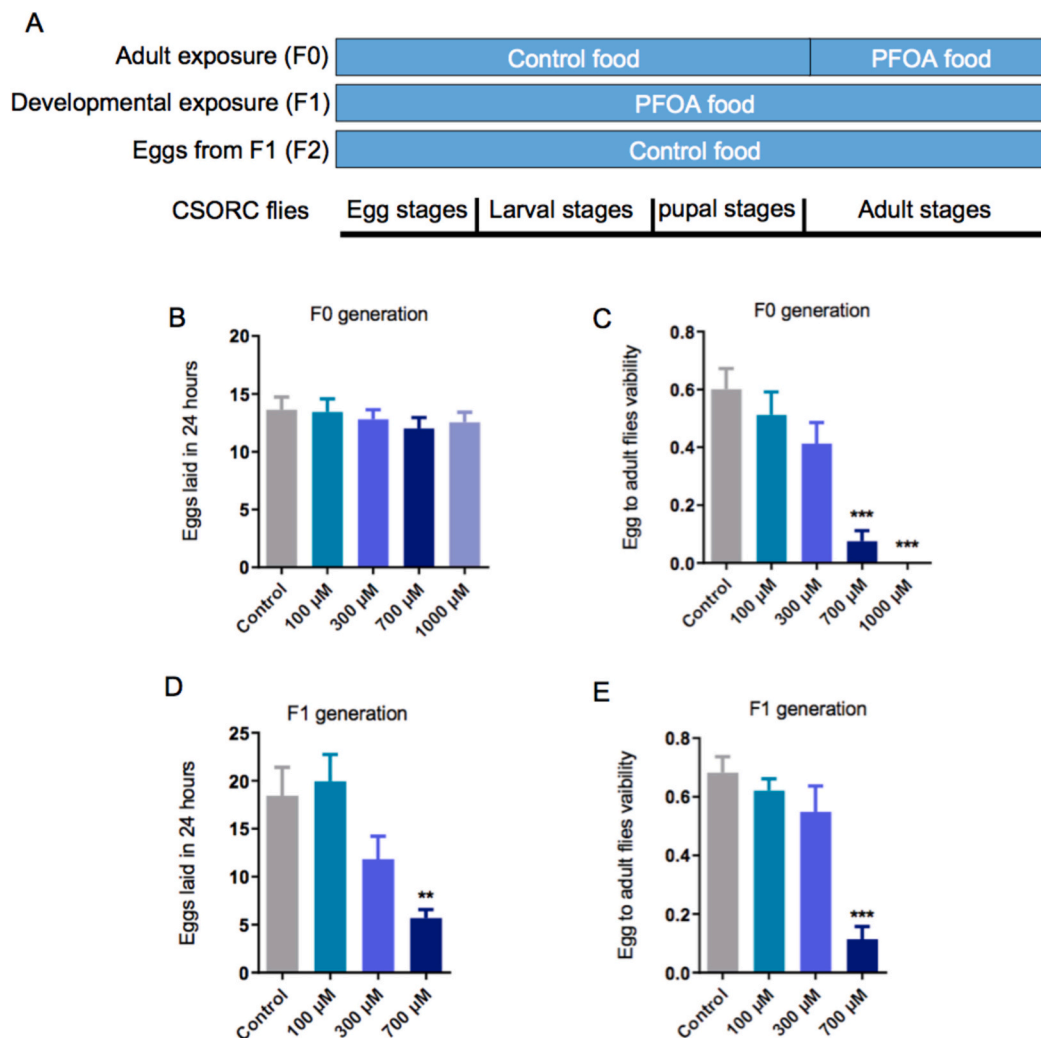 A
Adult exposure (F0) Control food PFOA food
Developmental exposure (F1) PFOA food
Eggs from F1 (F2) Control food
CSORC flies Egg stages Larval stages pupal stages Adult stages
B
F0 generation
Eggs laid in 24 hours
20
15
10
5
0
Control
100 µM
300 µM
700 µM
1000 µM
C
F0 generation
Egg to adult flies vaibility
0.8
0.6
0.4
0.2
0.0
***
***
Control
100 µM
300 µM
700 µM
1000 µM
D
F1 generation
Eggs laid in 24 hours
25
20
15
10
5
0
**
Control
100 µM
300 µM
700 µM
E
F1 generation
Egg to adult flies vaibility
0.8
0.6
0.4
0.2
0.0
***
Control
100 µM
300 µM
700 µM